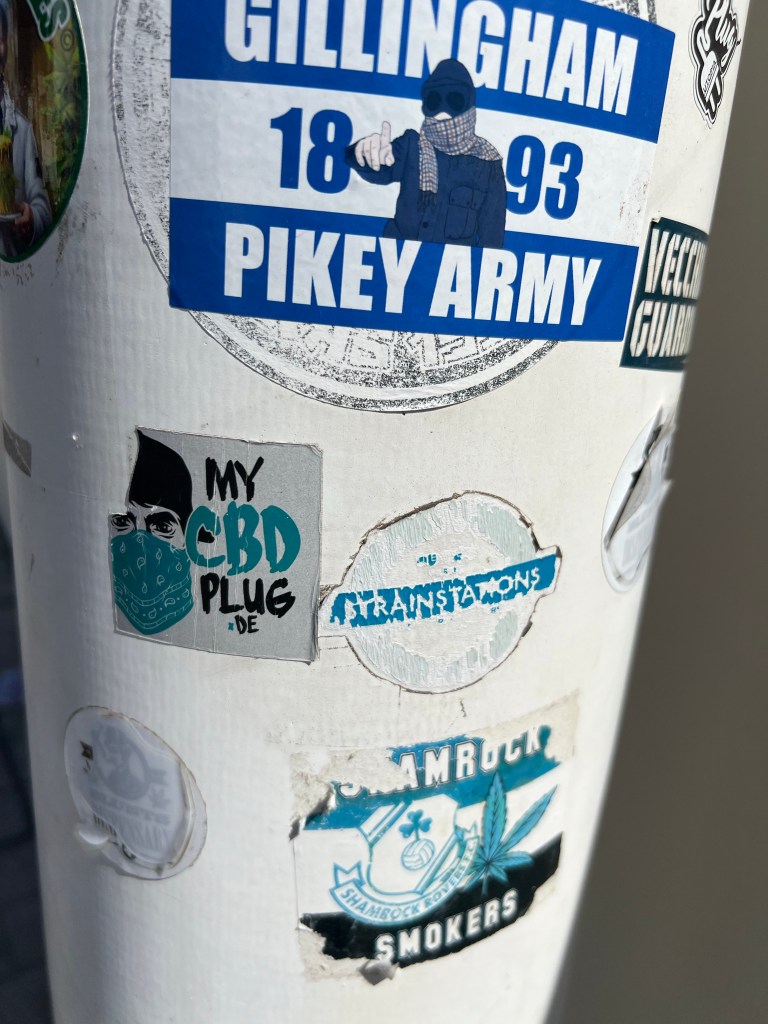 GILLINGHAM
18 93
PIKEY ARMY
MY
CBD
PLUG
.DE
STRAINSTATIONS
SHAMROCK
SHAMROCK ROVERS
SMOKERS